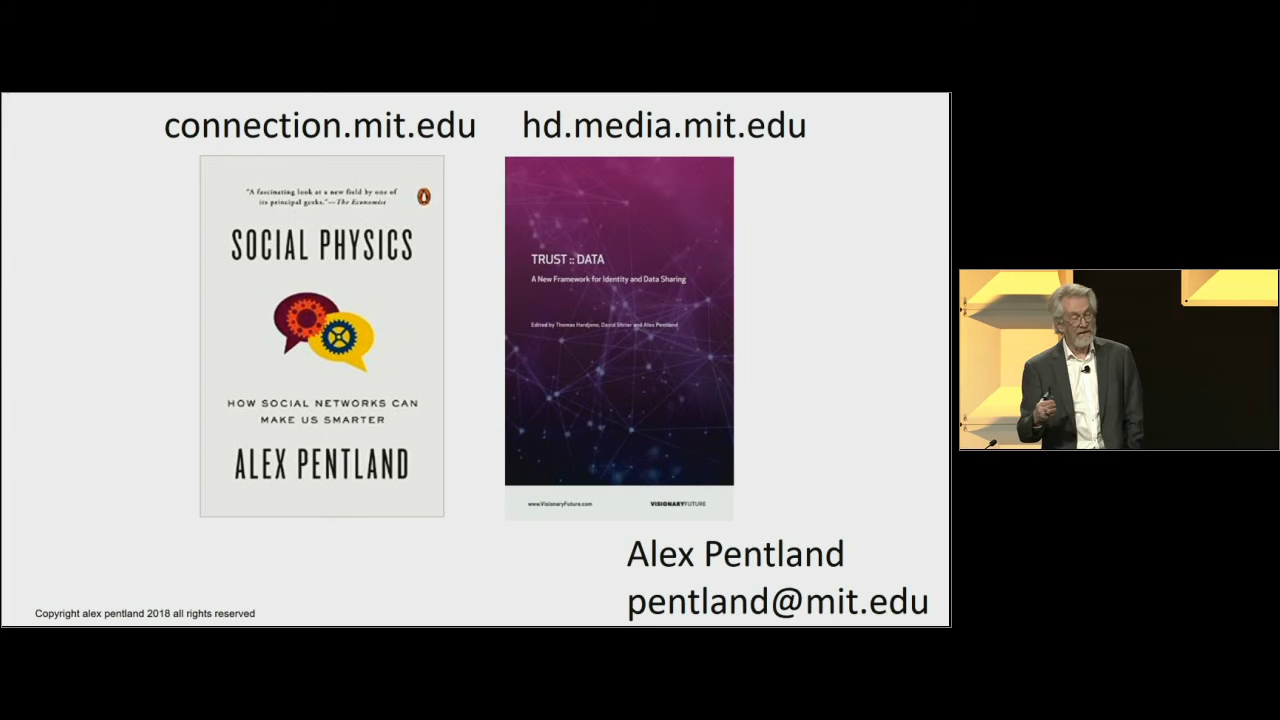 connection.mit.edu
hd.media.mit.edu
"A fascinating look at a new field by one of
its principal geeks."—The Economist
SOCIAL PHYSICS
HOW SOCIAL NETWORKS CAN
MAKE US SMARTER
ALEX PENTLAND
TRUST :: DATA
A New Framework for Identity and Data Sharing
Edited by Thomas Hardjono, David Shrier and Alex Pentland
www.VisionaryFuture.com
VISIONARYFUTURE
Alex Pentland
pentland@mit.edu
Copyright alex pentland 2018 all rights reserved